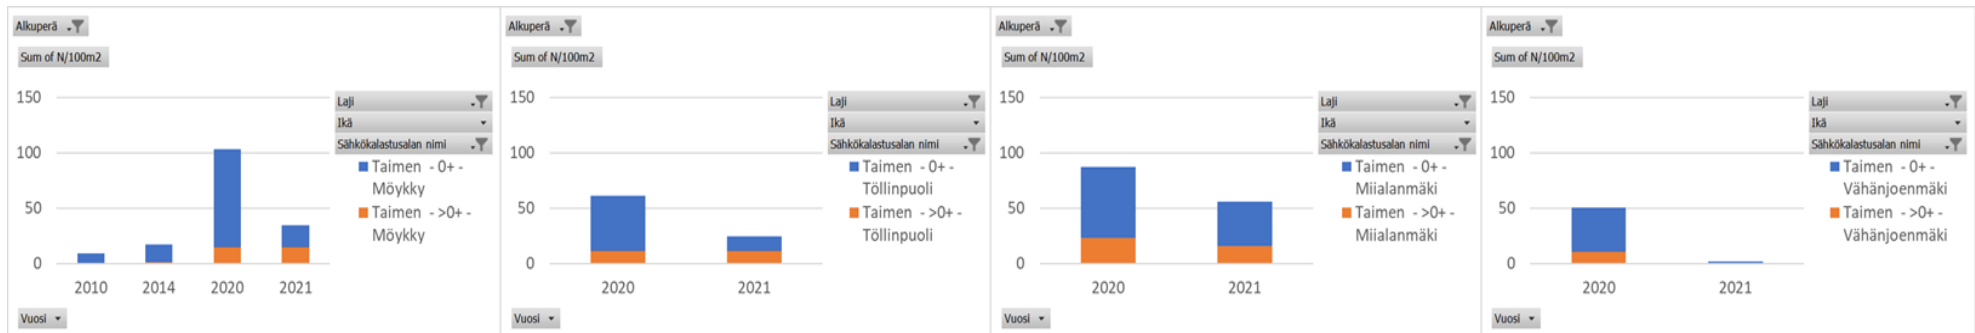 Alkuperä
Sum of N/100m2
150
100
50
0
2010 2014 2020 2021
Laji
Ikä
Sähkökalastusalan nimi
Taimen - 0+ -
Möykky
Taimen - >0+ -
Möykky
Vuosi
Alkuperä
Sum of N/100m2
150
100
50
0
2020 2021
Laji
Ikä
Sähkökalastusalan nimi
Taimen - 0+ -
Töllinpuoli
Taimen - >0+ -
Töllinpuoli
Vuosi
Alkuperä
Sum of N/100m2
150
100
50
0
2020 2021
Laji
Ikä
Sähkökalastusalan nimi
Taimen - 0+ -
Miialanmäki
Taimen - >0+ -
Miialanmäki
Vuosi
Alkuperä
Sum of N/100m2
150
100
50
0
2020 2021
Laji
Ikä
Sähkökalastusalan nimi
Taimen - 0+ -
Vähänjoenmäki
Taimen - >0+ -
Vähänjoenmäki
Vuosi